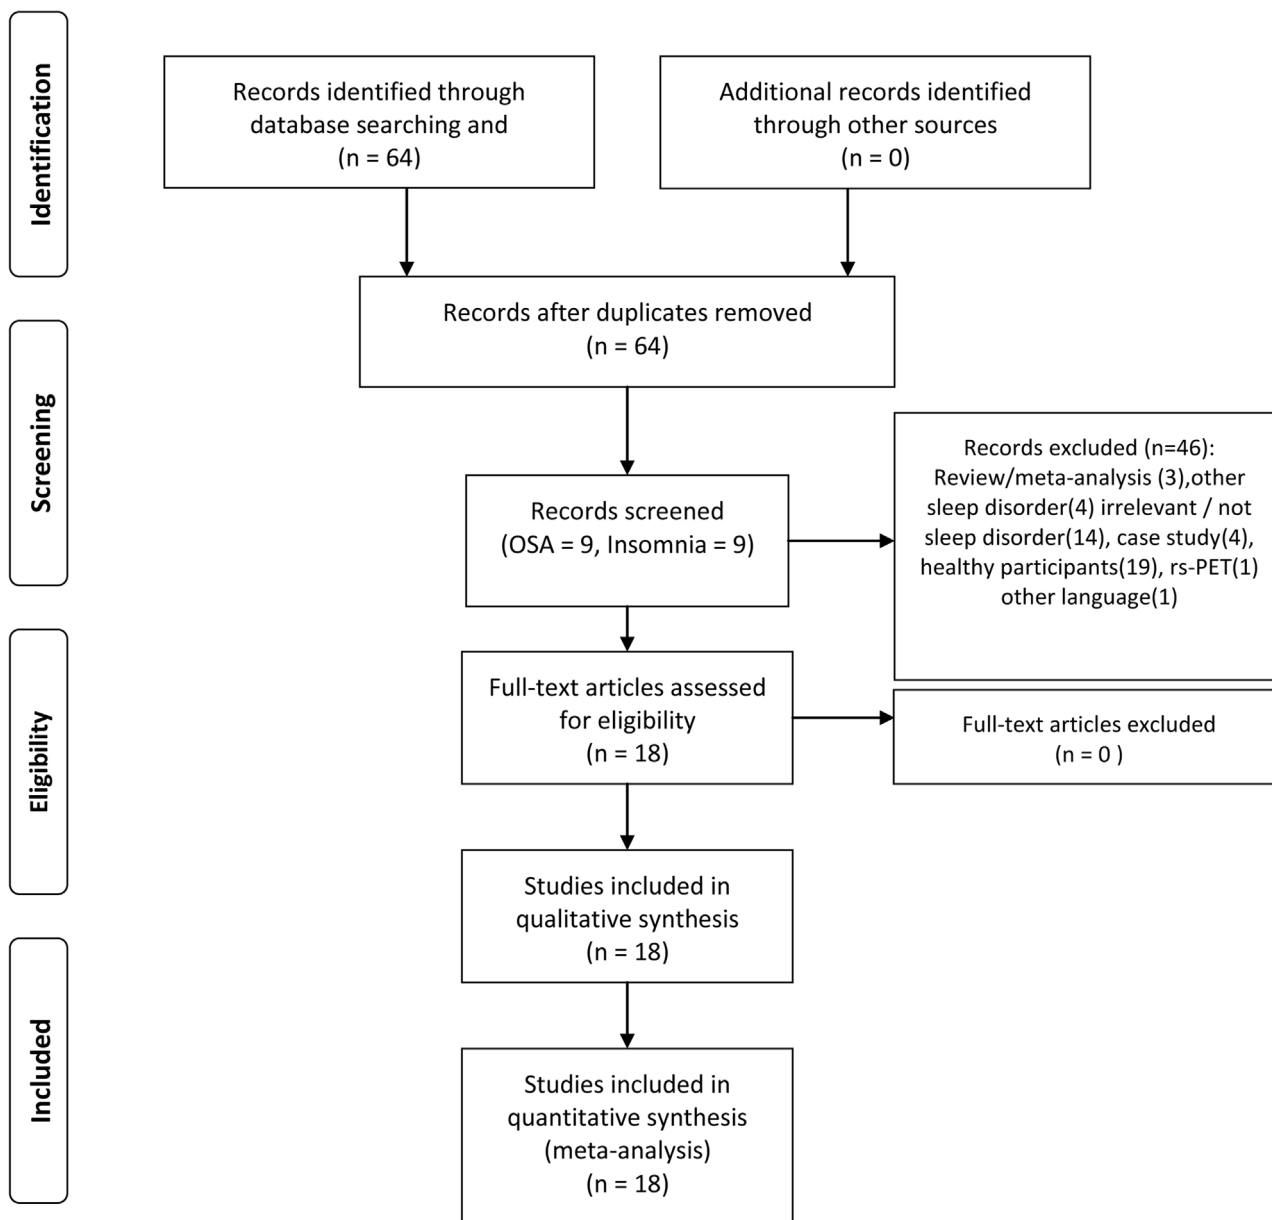 Identification
Records identified through
database searching and
(n = 64)
Additional records identified
through other sources
(n = 0)
Records after duplicates removed
(n = 64)
Screening
Records screened
(OSA = 9, Insomnia = 9)
Records excluded (n=46):
Review/meta-analysis (3),other
sleep disorder(4) irrelevant / not
sleep disorder(14), case study(4),
healthy participants(19), rs-PET(1)
other language(1)
Eligibility
Full-text articles assessed
for eligibility
(n = 18)
Full-text articles excluded
(n = 0 )
Studies included in
qualitative synthesis
(n = 18)
Included
Studies included in
quantitative synthesis
(meta-analysis)
(n = 18)